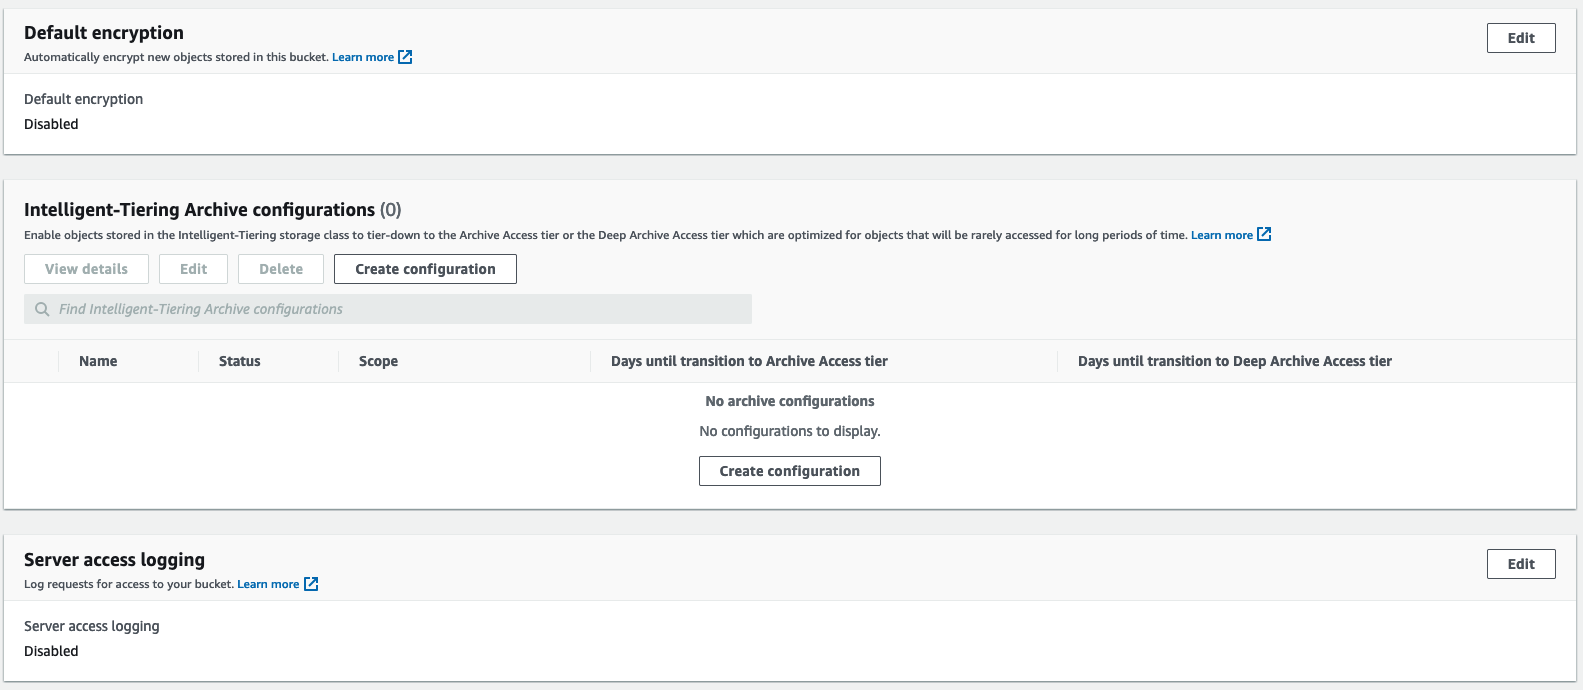 Default encryption
Edit
Automatically encrypt new objects stored in this bucket. Learn more
Default encryption
Disabled
Intelligent-Tiering Archive configurations (0)
Enable objects stored in the Intelligent-Tiering storage class to tier-down to the Archive Access tier or the Deep Archive Access tier which are optimized for objects that will be rarely accessed for long periods of time. Learn more
View details Edit Delete Create configuration
Find Intelligent-Tiering Archive configurations
Name Status Scope Days until transition to Archive Access tier Days until transition to Deep Archive Access tier
No archive configurations
No configurations to display.
Create configuration
Server access logging
Edit
Log requests for access to your bucket. Learn more
Server access logging
Disabled